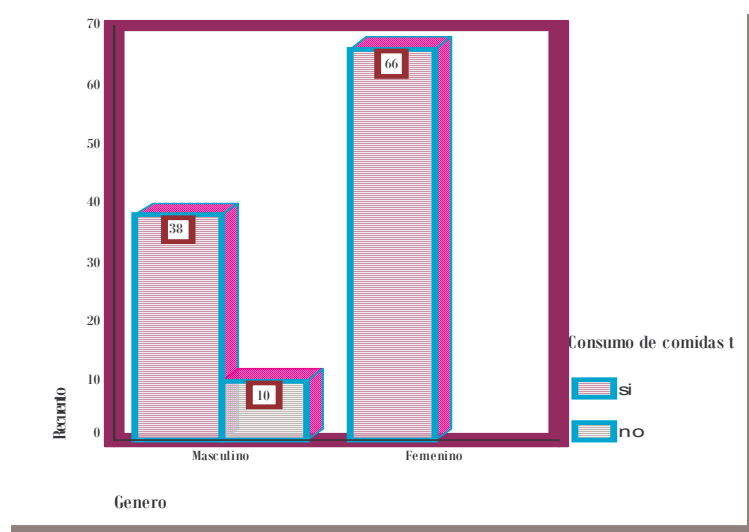 70
60
50
40
30
20
10
0
Recuento
38
10
66
Masculino
Femenino
Genero
Consumo de comidas t
si
no